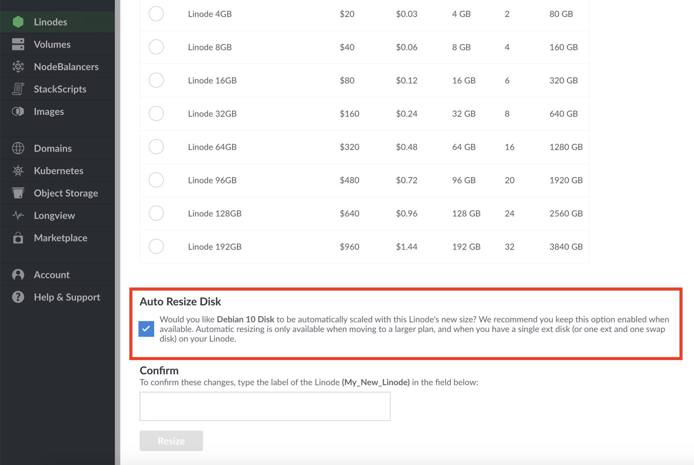 Linodes
Volumes
NodeBalancers
StackScripts
Images
Domains
Kubernetes
Object Storage
Longview
Marketplace
Account
Help & Support
Linode 4GB $20 $0.03 4 GB 2 80 GB
Linode 8GB $40 $0.06 8 GB 4 160 GB
Linode 16GB $80 $0.12 16 GB 6 320 GB
Linode 32GB $160 $0.24 32 GB 8 640 GB
Linode 64GB $320 $0.48 64 GB 16 1280 GB
Linode 96GB $480 $0.72 96 GB 20 1920 GB
Linode 128GB $640 $0.96 128 GB 24 2560 GB
Linode 192GB $960 $1.44 192 GB 32 3840 GB
Auto Resize Disk
Would you like Debian 10 Disk to be automatically scaled with this Linode's new size? We recommend you keep this option enabled when
available. Automatic resizing is only available when moving to a larger plan, and when you have a single ext disk (or one ext and one swap
disk) on your Linode.
Confirm
To confirm these changes, type the label of the Linode (My_New_Linode) in the field below:
Resize